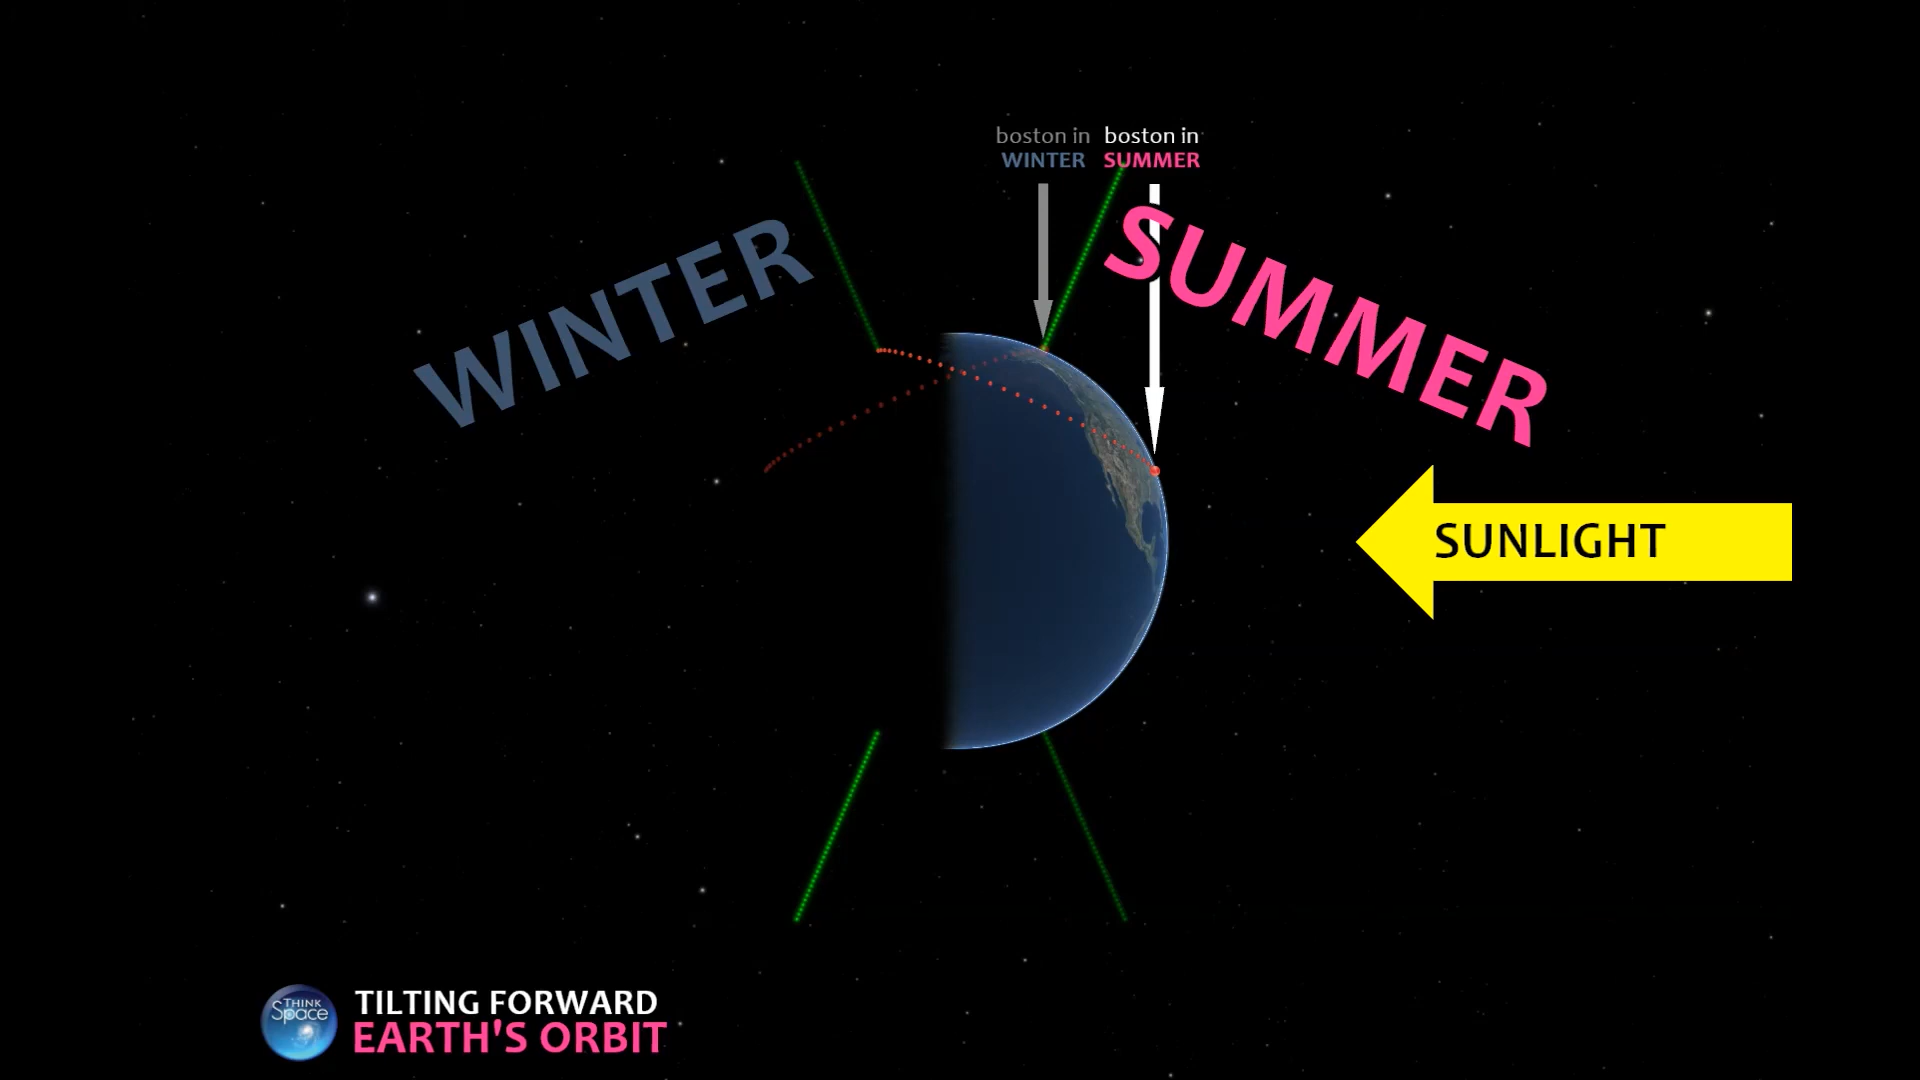 boston in
WINTER
boston in
SUMMER
WINTER
SUMMER
SUNLIGHT
THINK
Space
TILTING FORWARD
EARTH'S ORBIT